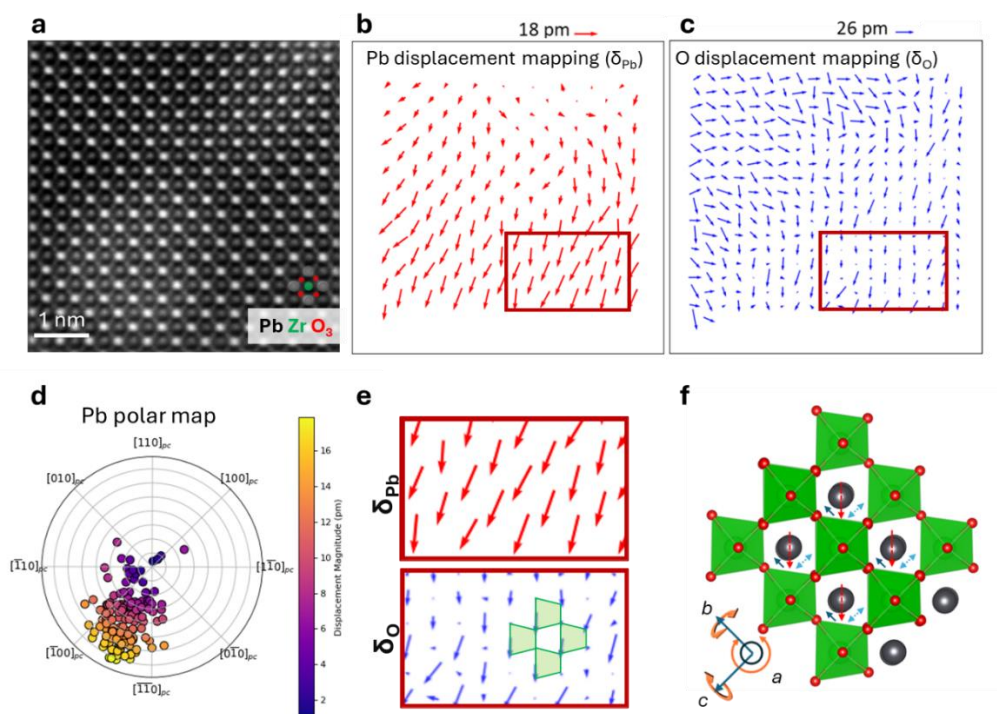 a
1 nm
Pb Zr O₃
b
18 pm
Pb displacement mapping (δPb)
c
26 pm
O displacement mapping (δO)
d
Pb polar map
[110]pc
[010]pc
[100]pc
[1̅10]pc
[11̅0]pc
[1̅00]pc
[01̅0]pc
[1̅1̅0]pc
16
14
12
10
8
6
4
2
Displacement Magnitude (pm)
e
δPb
δO
f
b
a
c